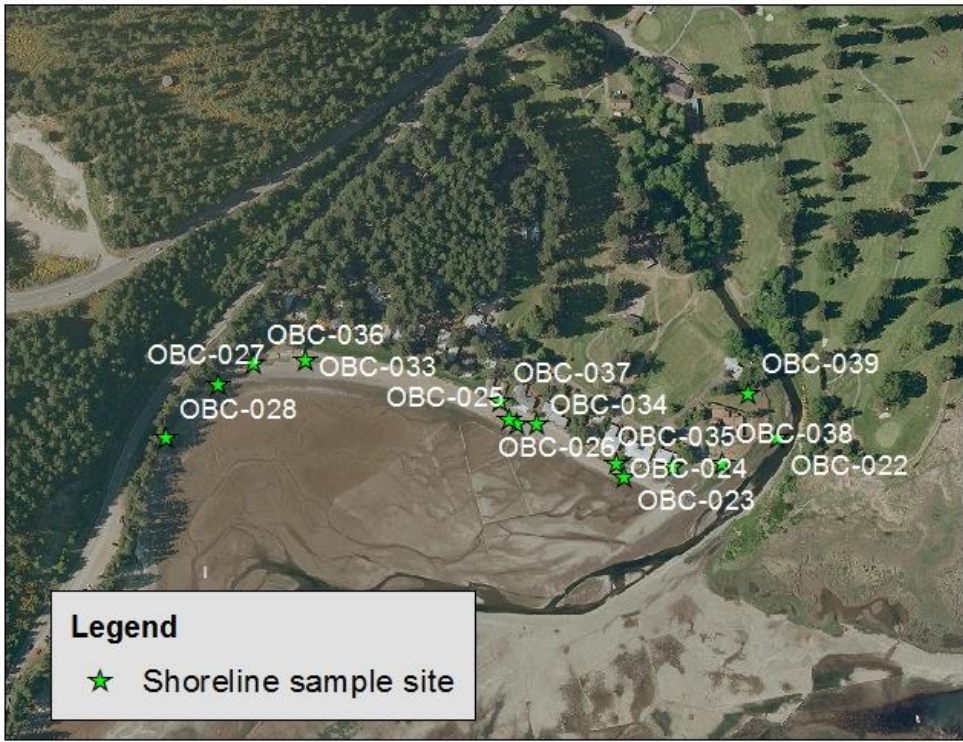 OBC-036
OBC-027
OBC-033
OBC-028
OBC-037
OBC-025
OBC-034
OBC-039
OBC-026
OBC-035
OBC-038
OBC-024
OBC-022
OBC-023
Legend
Shoreline sample site